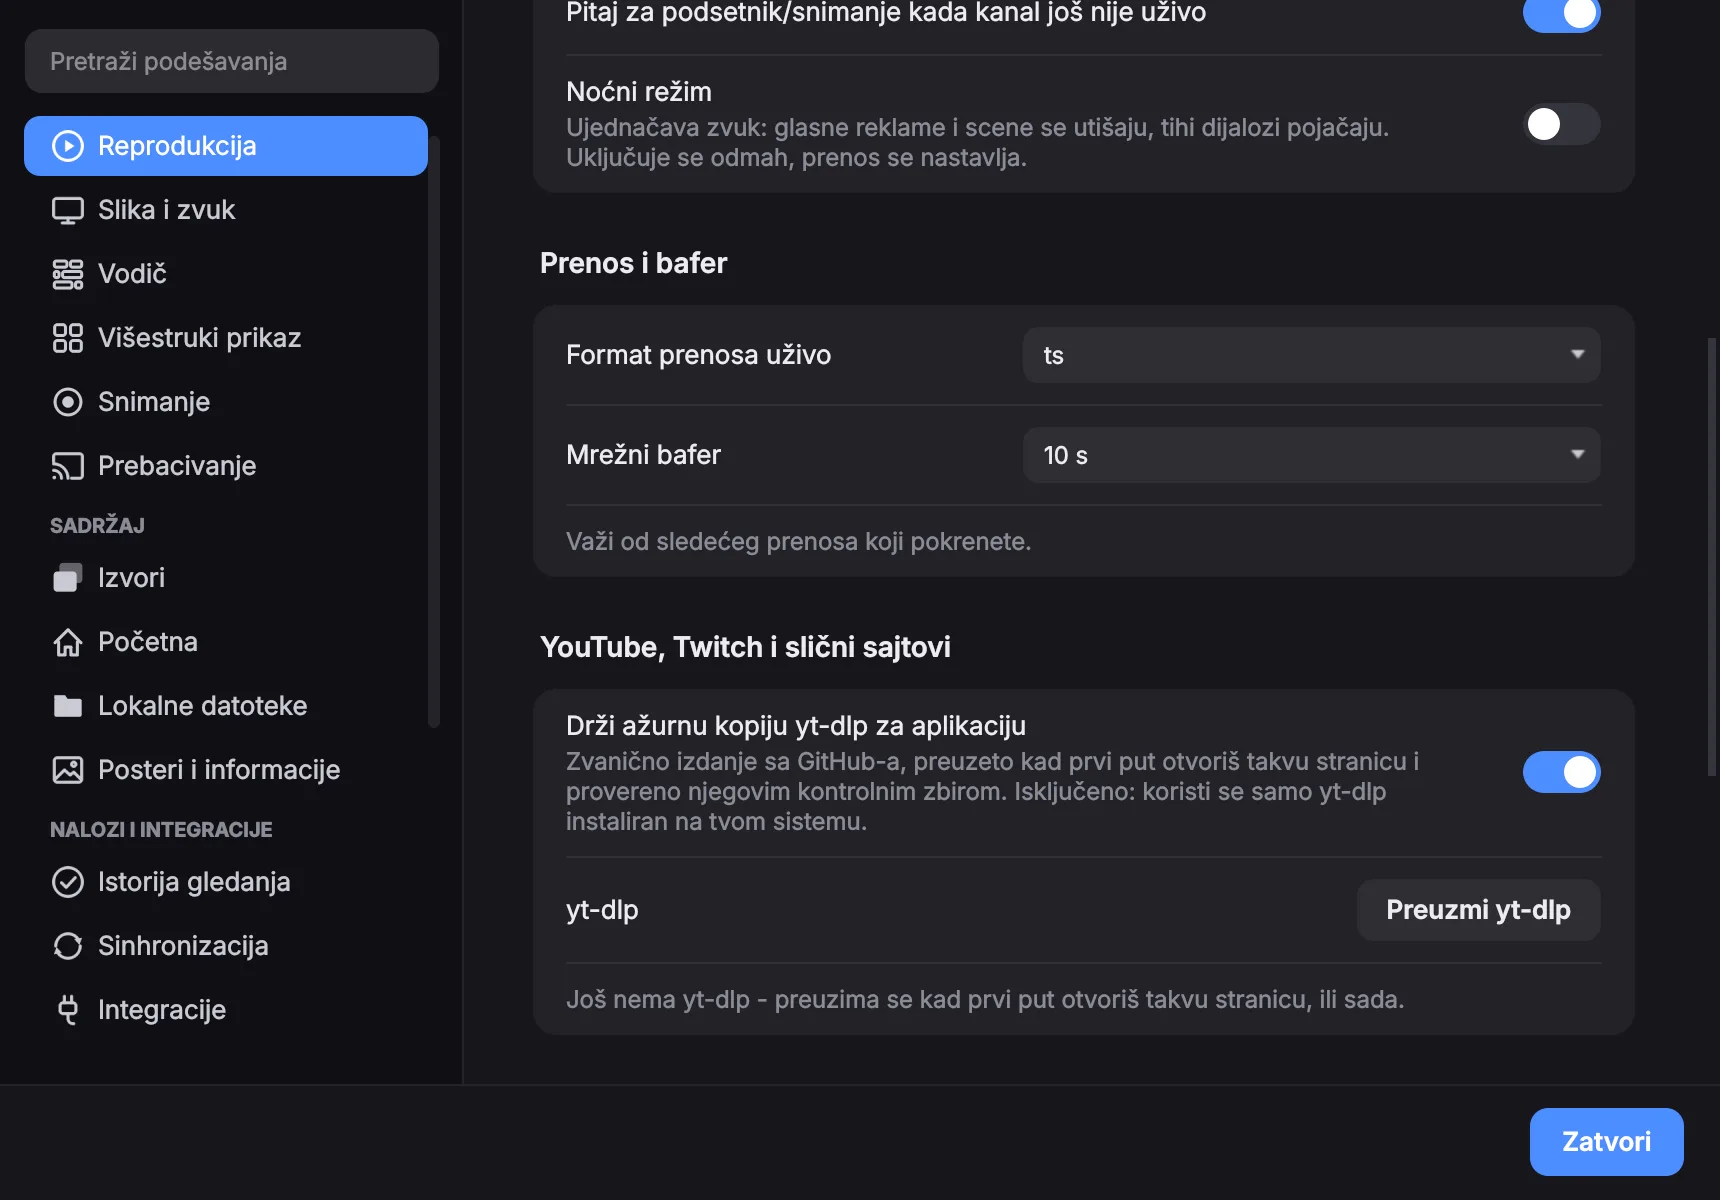 Pretraži podešavanja
Reprodukcija
Slika i zvuk
Vodič
Višestruki prikaz
Snimanje
Prebacivanje
SADRŽAJ
Izvori
Početna
Lokalne datoteke
Posteri i informacije
NALOZI I INTEGRACIJE
Istorija gledanja
Sinhronizacija
Integracije
Pitaj za podsetnik/snimanje kada kanal još nije uživo
Noćni režim
Ujednačava zvuk: glasne reklame i scene se utišaju, tihi dijalozi pojačaju.
Uključuje se odmah, prenos se nastavlja.
Prenos i bafer
Format prenosa uživo
ts
Mrežni bafer
10 s
Važi od sledećeg prenosa koji pokrenete.
YouTube, Twitch i slični sajtovi
Drži ažurnu kopiju yt-dlp za aplikaciju
Zvanično izdanje sa GitHub-a, preuzeto kad prvi put otvoriš takvu stranicu i
provereno njegovim kontrolnim zbirom. Isključeno: koristi se samo yt-dlp
instaliran na tvom sistemu.
yt-dlp
Preuzmi yt-dlp
Još nema yt-dlp - preuzima se kad prvi put otvoriš takvu stranicu, ili sada.
Zatvori